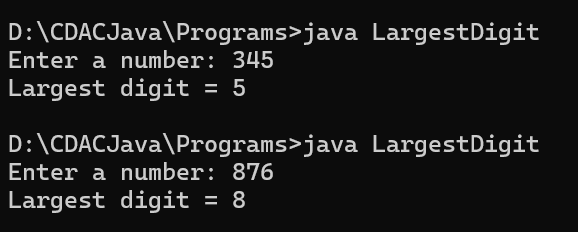 D:\CDACJava\Programs>java LargestDigit
Enter a number: 345
Largest digit = 5
D:\CDACJava\Programs>java LargestDigit
Enter a number: 876
Largest digit = 8